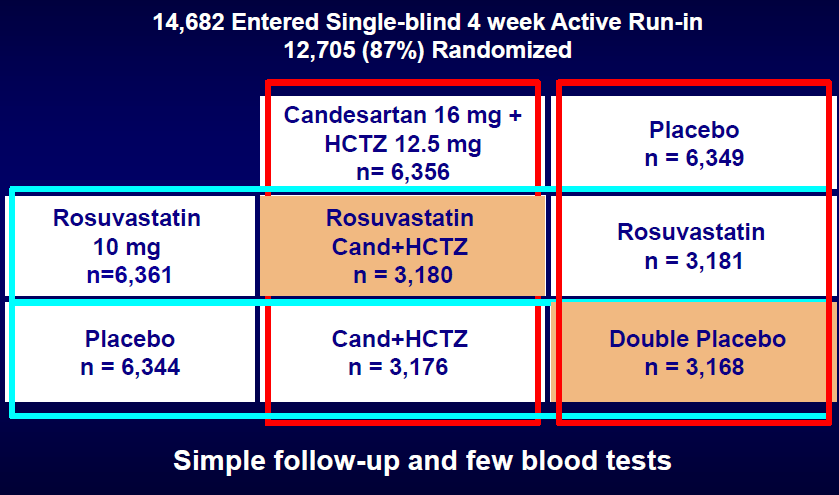 14,682 Entered Single-blind 4 week Active Run-in
12,705 (87%) Randomized
Candesartan 16 mg +
HCTZ 12.5 mg
n= 6,356
Placebo
n = 6,349
Rosuvastatin
10 mg
n=6,361
Rosuvastatin
Cand+HCTZ
n = 3,180
Rosuvastatin
n = 3,181
Placebo
n = 6,344
Cand+HCTZ
n = 3,176
Double Placebo
n = 3,168
Simple follow-up and few blood tests